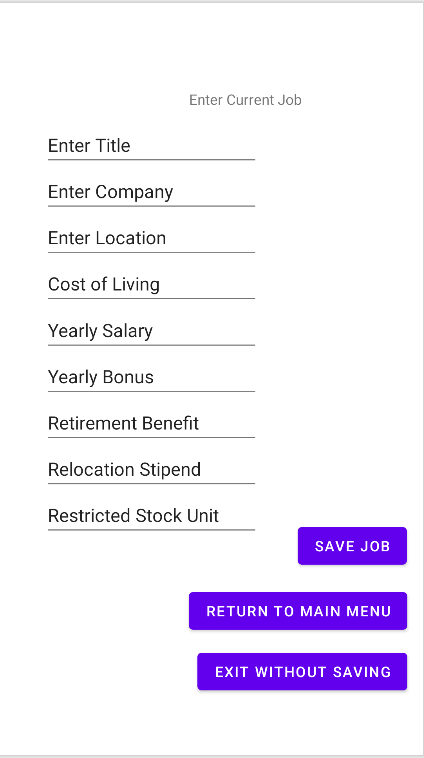 Enter Current Job
Enter Title
Enter Company
Enter Location
Cost of Living
Yearly Salary
Yearly Bonus
Retirement Benefit
Relocation Stipend
Restricted Stock Unit
SAVE JOB
RETURN TO MAIN MENU
EXIT WITHOUT SAVING